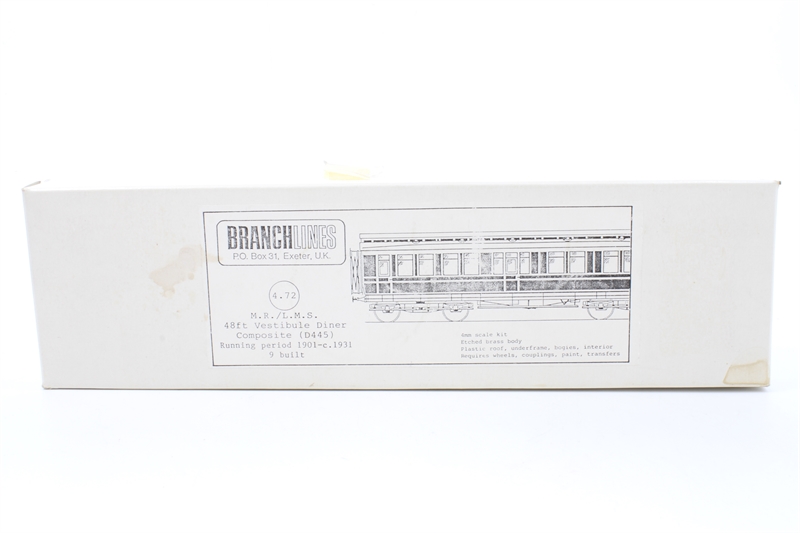 BRANCHLINES
P.O. Box 31, Exeter, U.K.
4.72
M.R./L.M.S.
48ft Vestibule Diner
Composite (D445)
Running period 1901-c.1931
9 built
4mm scale kit
Etched brass body
Plastic roof, underframe, bogies, interior
Requires wheels, couplings, paint, transfers